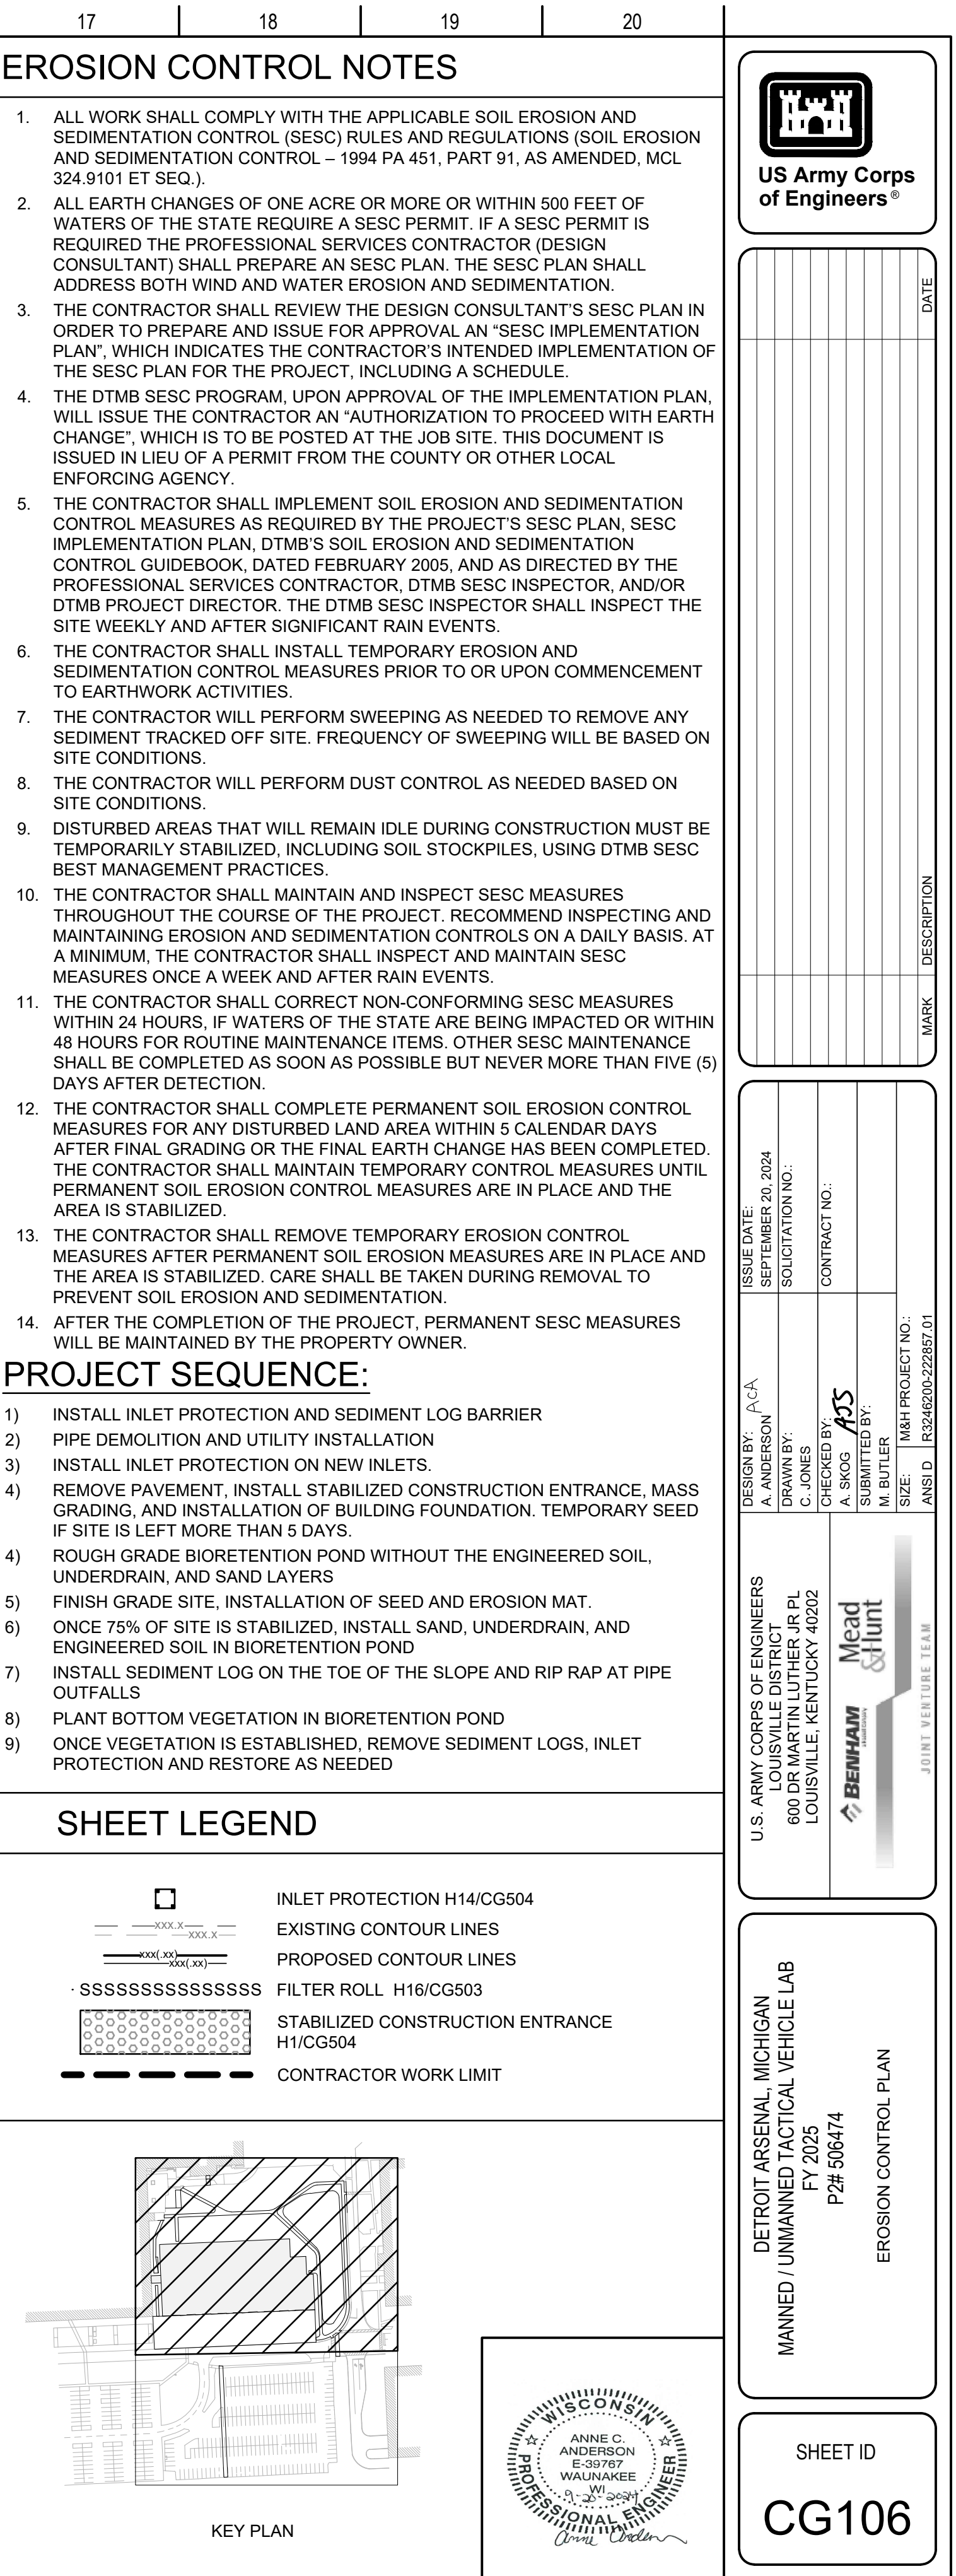 17
18
19
20
EROSION CONTROL NOTES
1. ALL WORK SHALL COMPLY WITH THE APPLICABLE SOIL EROSION AND
SEDIMENTATION CONTROL (SESC) RULES AND REGULATIONS (SOIL EROSION
AND SEDIMENTATION CONTROL – 1994 PA 451, PART 91, AS AMENDED, MCL
324.9101 ET SEQ.).
2. ALL EARTH CHANGES OF ONE ACRE OR MORE OR WITHIN 500 FEET OF
WATERS OF THE STATE REQUIRE A SESC PERMIT. IF A SESC PERMIT IS
REQUIRED THE PROFESSIONAL SERVICES CONTRACTOR (DESIGN
CONSULTANT) SHALL PREPARE AN SESC PLAN. THE SESC PLAN SHALL
ADDRESS BOTH WIND AND WATER EROSION AND SEDIMENTATION.
3. THE CONTRACTOR SHALL REVIEW THE DESIGN CONSULTANT'S SESC PLAN IN
ORDER TO PREPARE AND ISSUE FOR APPROVAL AN “SESC IMPLEMENTATION
PLAN”, WHICH INDICATES THE CONTRACTOR'S INTENDED IMPLEMENTATION OF
THE SESC PLAN FOR THE PROJECT, INCLUDING A SCHEDULE.
4. THE DTMB SESC PROGRAM, UPON APPROVAL OF THE IMPLEMENTATION PLAN,
WILL ISSUE THE CONTRACTOR AN “AUTHORIZATION TO PROCEED WITH EARTH
CHANGE”, WHICH IS TO BE POSTED AT THE JOB SITE. THIS DOCUMENT IS
ISSUED IN LIEU OF A PERMIT FROM THE COUNTY OR OTHER LOCAL
ENFORCING AGENCY.
5. THE CONTRACTOR SHALL IMPLEMENT SOIL EROSION AND SEDIMENTATION
CONTROL MEASURES AS REQUIRED BY THE PROJECT'S SESC PLAN, SESC
IMPLEMENTATION PLAN, DTMB'S SOIL EROSION AND SEDIMENTATION
CONTROL GUIDEBOOK, DATED FEBRUARY 2005, AND AS DIRECTED BY THE
PROFESSIONAL SERVICES CONTRACTOR, DTMB SESC INSPECTOR, AND/OR
DTMB PROJECT DIRECTOR. THE DTMB SESC INSPECTOR SHALL INSPECT THE
SITE WEEKLY AND AFTER SIGNIFICANT RAIN EVENTS.
6. THE CONTRACTOR SHALL INSTALL TEMPORARY EROSION AND
SEDIMENTATION CONTROL MEASURES PRIOR TO OR UPON COMMENCEMENT
TO EARTHWORK ACTIVITIES.
7. THE CONTRACTOR WILL PERFORM SWEEPING AS NEEDED TO REMOVE ANY
SEDIMENT TRACKED OFF SITE. FREQUENCY OF SWEEPING WILL BE BASED ON
SITE CONDITIONS.
8. THE CONTRACTOR WILL PERFORM DUST CONTROL AS NEEDED BASED ON
SITE CONDITIONS.
9. DISTURBED AREAS THAT WILL REMAIN IDLE DURING CONSTRUCTION MUST BE
TEMPORARILY STABILIZED, INCLUDING SOIL STOCKPILES, USING DTMB SESC
BEST MANAGEMENT PRACTICES.
10. THE CONTRACTOR SHALL MAINTAIN AND INSPECT SESC MEASURES
THROUGHOUT THE COURSE OF THE PROJECT. RECOMMEND INSPECTING AND
MAINTAINING EROSION AND SEDIMENTATION CONTROLS ON A DAILY BASIS. AT
A MINIMUM, THE CONTRACTOR SHALL INSPECT AND MAINTAIN SESC
MEASURES ONCE A WEEK AND AFTER RAIN EVENTS.
11. THE CONTRACTOR SHALL CORRECT NON-CONFORMING SESC MEASURES
WITHIN 24 HOURS, IF WATERS OF THE STATE ARE BEING IMPACTED OR WITHIN
48 HOURS FOR ROUTINE MAINTENANCE ITEMS. OTHER SESC MAINTENANCE
SHALL BE COMPLETED AS SOON AS POSSIBLE BUT NEVER MORE THAN FIVE (5)
DAYS AFTER DETECTION.
12. THE CONTRACTOR SHALL COMPLETE PERMANENT SOIL EROSION CONTROL
MEASURES FOR ANY DISTURBED LAND AREA WITHIN 5 CALENDAR DAYS
AFTER FINAL GRADING OR THE FINAL EARTH CHANGE HAS BEEN COMPLETED.
THE CONTRACTOR SHALL MAINTAIN TEMPORARY CONTROL MEASURES UNTIL
PERMANENT SOIL EROSION CONTROL MEASURES ARE IN PLACE AND THE
AREA IS STABILIZED.
13. THE CONTRACTOR SHALL REMOVE TEMPORARY EROSION CONTROL
MEASURES AFTER PERMANENT SOIL EROSION MEASURES ARE IN PLACE AND
THE AREA IS STABILIZED. CARE SHALL BE TAKEN DURING REMOVAL TO
PREVENT SOIL EROSION AND SEDIMENTATION.
14. AFTER THE COMPLETION OF THE PROJECT, PERMANENT SESC MEASURES
WILL BE MAINTAINED BY THE PROPERTY OWNER.
PROJECT SEQUENCE:
1) INSTALL INLET PROTECTION AND SEDIMENT LOG BARRIER
2) PIPE DEMOLITION AND UTILITY INSTALLATION
3) INSTALL INLET PROTECTION ON NEW INLETS.
4) REMOVE PAVEMENT, INSTALL STABILIZED CONSTRUCTION ENTRANCE, MASS
GRADING, AND INSTALLATION OF BUILDING FOUNDATION. TEMPORARY SEED
IF SITE IS LEFT MORE THAN 5 DAYS.
4) ROUGH GRADE BIORETENTION POND WITHOUT THE ENGINEERED SOIL,
UNDERDRAIN, AND SAND LAYERS
5) FINISH GRADE SITE, INSTALLATION OF SEED AND EROSION MAT.
6) ONCE 75% OF SITE IS STABILIZED, INSTALL SAND, UNDERDRAIN, AND
ENGINEERED SOIL IN BIORETENTION POND
7) INSTALL SEDIMENT LOG ON THE TOE OF THE SLOPE AND RIP RAP AT PIPE
OUTFALLS
8) PLANT BOTTOM VEGETATION IN BIORETENTION POND
9) ONCE VEGETATION IS ESTABLISHED, REMOVE SEDIMENT LOGS, INLET
PROTECTION AND RESTORE AS NEEDED
SHEET LEGEND
INLET PROTECTION H14/CG504
XXX.X
XXX.X
EXISTING CONTOUR LINES
XXX(.XX)
XXX(.XX)
PROPOSED CONTOUR LINES
SSSSSSSSSSSSSSS FILTER ROLL H16/CG503
STABILIZED CONSTRUCTION ENTRANCE
H1/CG504
CONTRACTOR WORK LIMIT
KEY PLAN
WISCONSIN
ANNE C.
ANDERSON
E-39767
WAUNAKEE
WI
9-20-2024
PROFESSIONAL ENGINEER
US Army Corps
of Engineers®
DATE
DESCRIPTION
MARK
ISSUE DATE:
SEPTEMBER 20, 2024
SOLICITATION NO.:
CONTRACT NO.:
DESIGN BY: ACA
A. ANDERSON
DRAWN BY:
C. JONES
CHECKED BY: AJS
A. SKOG
SUBMITTED BY:
M. BUTLER
SIZE:
ANSI D
M&H PROJECT NO.:
R3246200-222857.01
U.S. ARMY CORPS OF ENGINEERS
LOUISVILLE DISTRICT
600 DR MARTIN LUTHER JR PL
LOUISVILLE, KENTUCKY 40202
BENHAM
Mead
&Hunt
JOINT VENTURE TEAM
DETROIT ARSENAL, MICHIGAN
MANNED / UNMANNED TACTICAL VEHICLE LAB
FY 2025
P2# 506474
EROSION CONTROL PLAN
SHEET ID
CG106